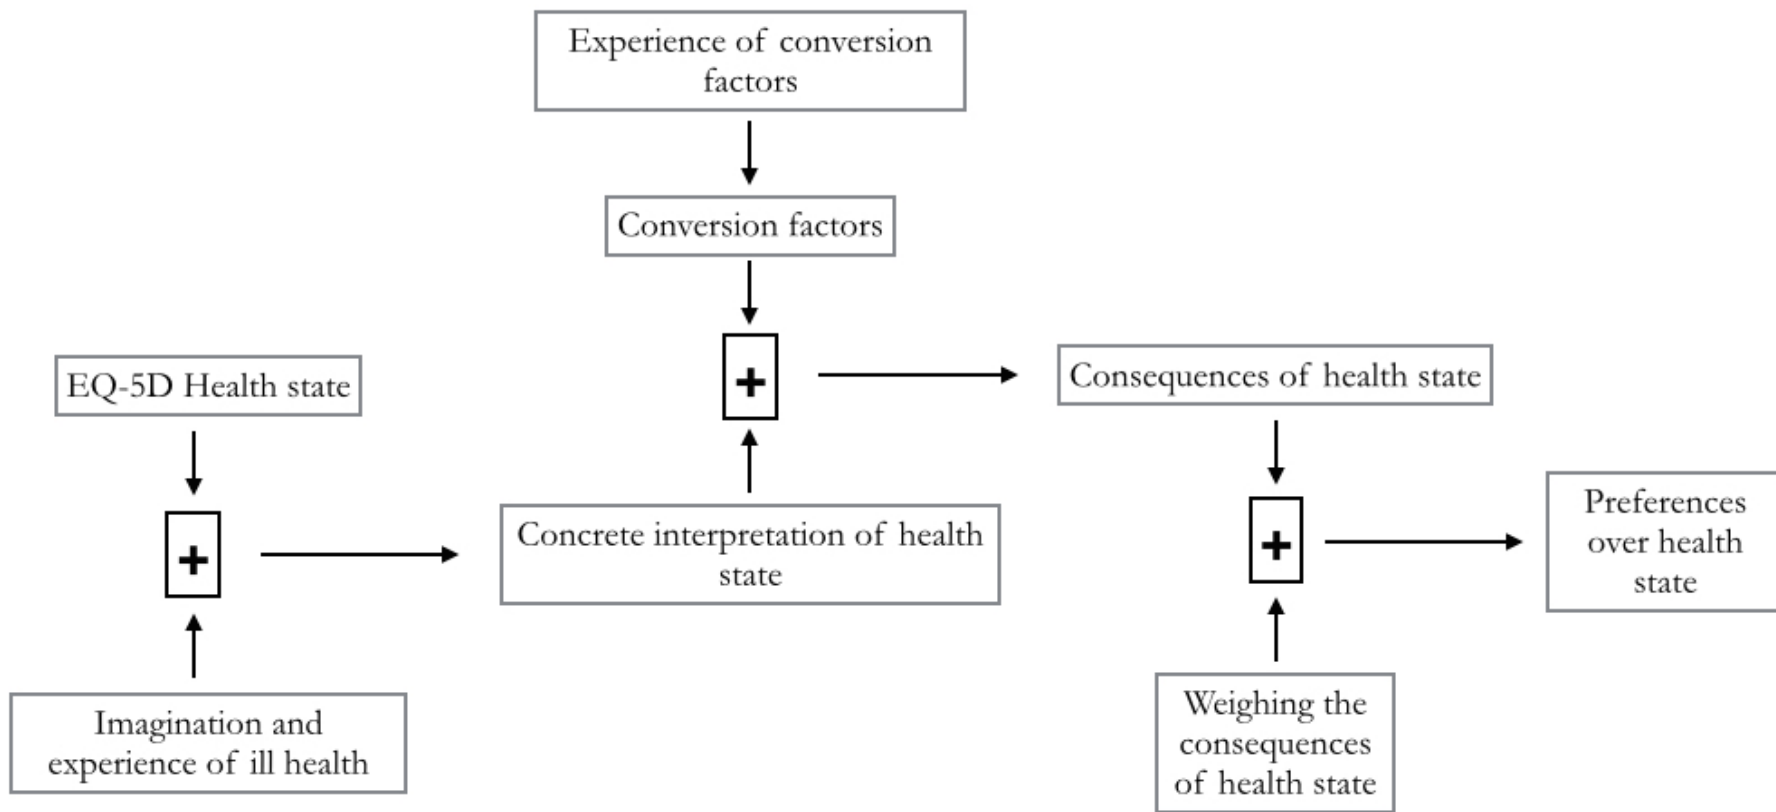 Experience of conversion
factors
Conversion factors
+
EQ-5D Health state
Consequences of health state
+
Concrete interpretation of health
state
+
Preferences
over health
state
Imagination and
experience of ill health
Weighing the
consequences
of health state